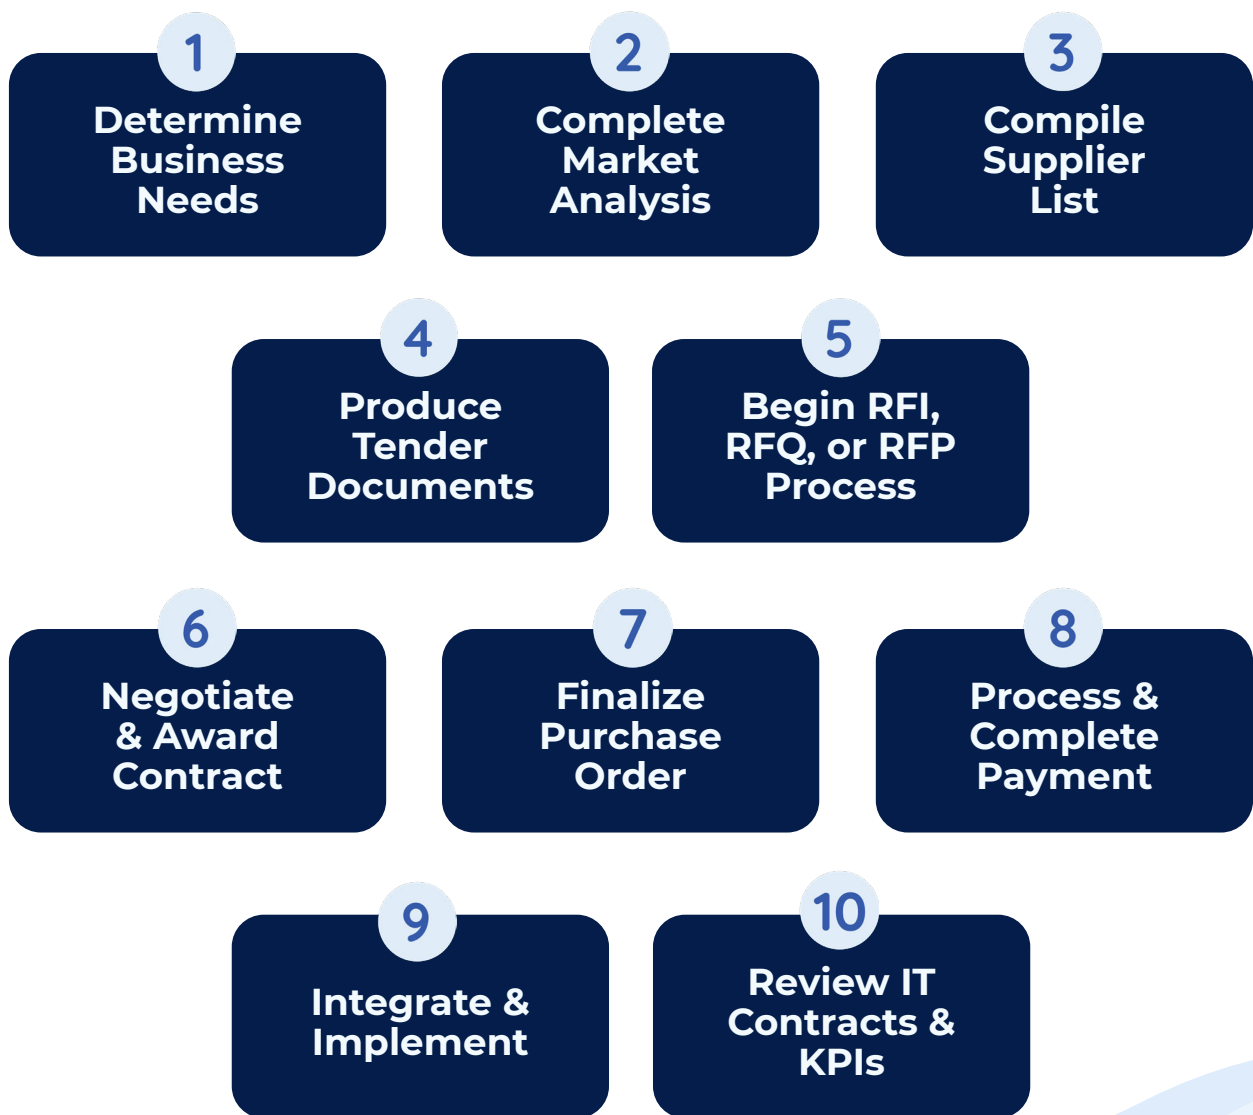 1
Determine
Business
Needs
2
Complete
Market
Analysis
3
Compile
Supplier
List
4
Produce
Tender
Documents
5
Begin RFI,
RFQ, or RFP
Process
6
Negotiate
& Award
Contract
7
Finalize
Purchase
Order
8
Process &
Complete
Payment
9
Integrate &
Implement
10
Review IT
Contracts &
KPIs